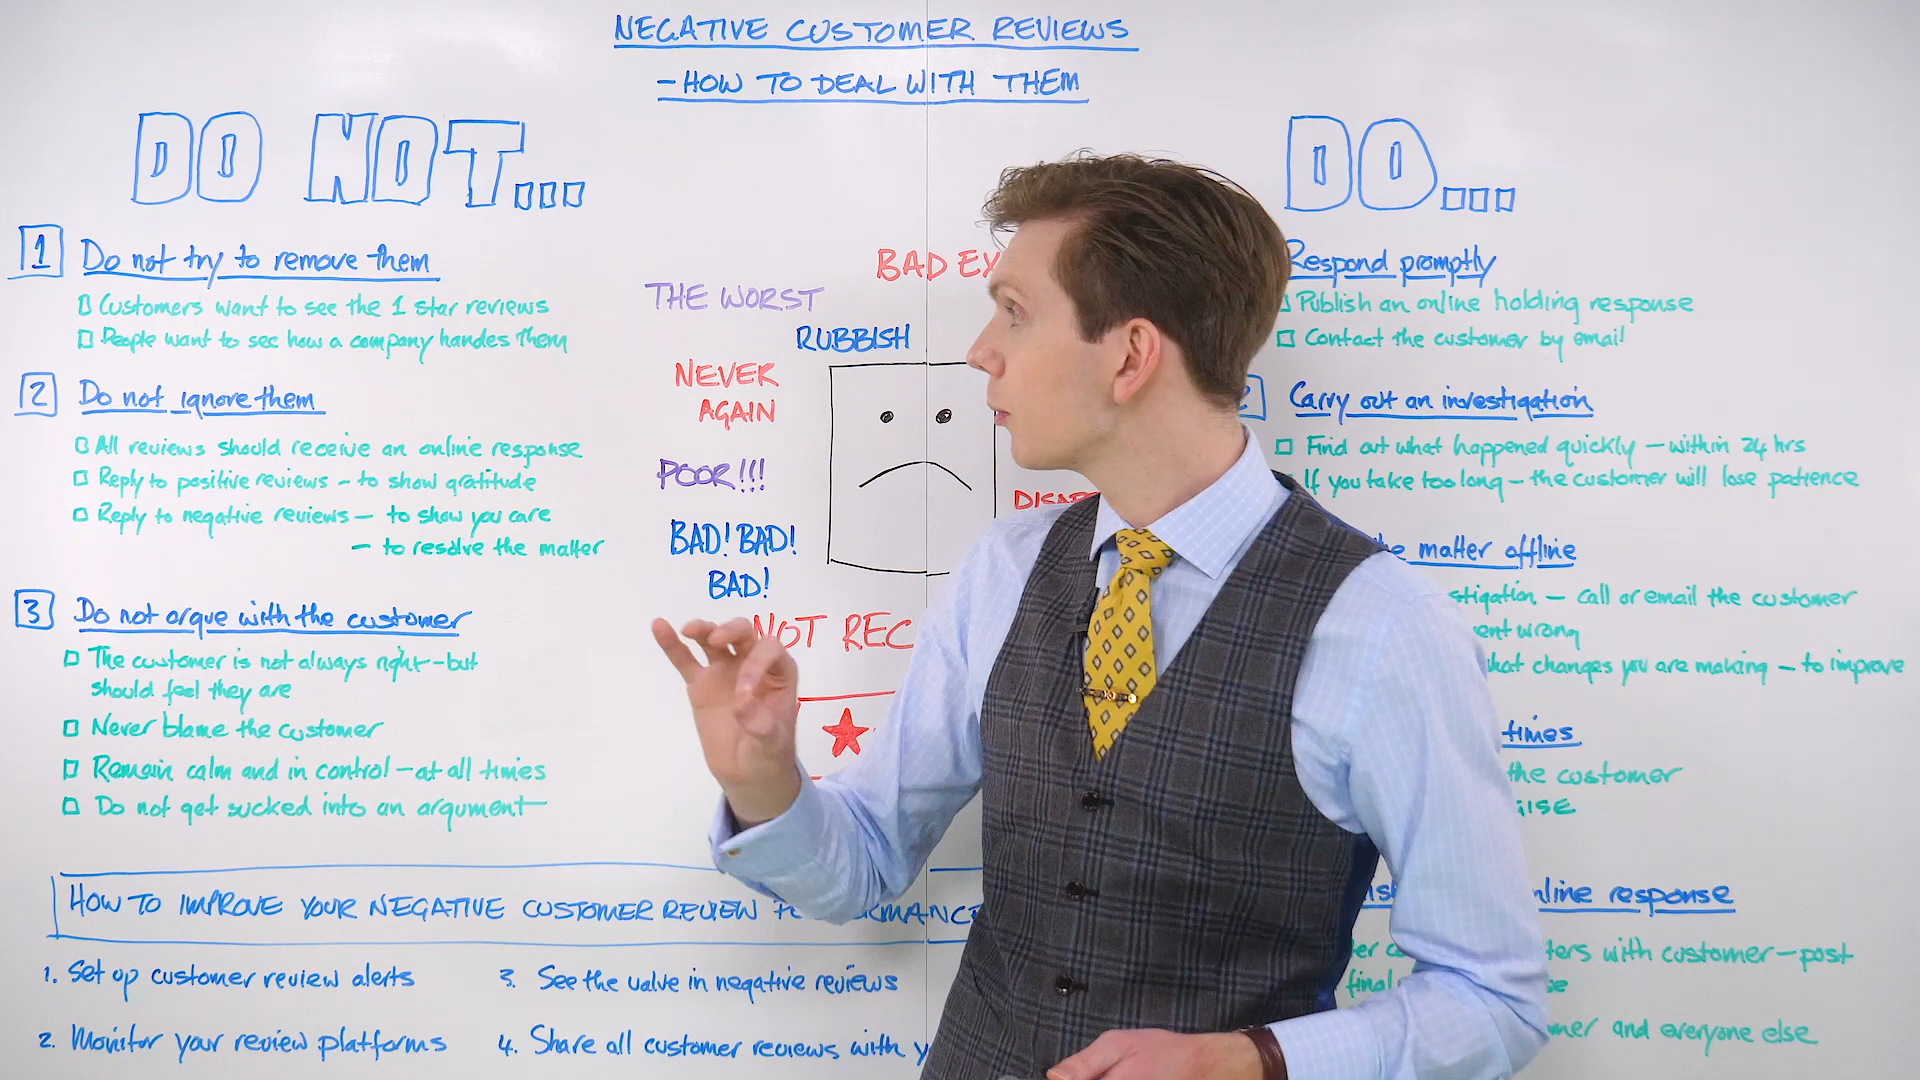 NEGATIVE CUSTOMER REVIEWS
- HOW TO DEAL WITH THEM
DO NOT...
1 Do not try to remove them
Customers want to see the 1 star reviews
People want to see how a company handes them
2 Do not ignore them
All reviews should receive an online response
Reply to positive reviews - to show gratitude
Reply to negative reviews - to show you care
- to resolve the matter
3 Do not argue with the customer
The customer is not always right - but
should feel they are
Never blame the customer
Remain calm and in control - at all times
Do not get sucked into an argument
BAD EX
THE WORST
RUBBISH
NEVER
AGAIN
POOR!!!
BAD! BAD!
BAD!
NOT REC
DO...
Respond promptly
Publish an online holding response
Contact the customer by email
2 Carry out an investigation
Find out what happened quickly - within 24 hrs
If you take too long - the customer will lose patience
matter offline
- call or email the customer
wrong
what changes you are making - to improve
times
the customer
online response
with customer - post
final
and everyone else
HOW TO IMPROVE YOUR NEGATIVE CUSTOMER REVIEW
1. Set up customer review alerts
2. Monitor your review platforms
3. See the value in negative reviews
4. Share all customer reviews with